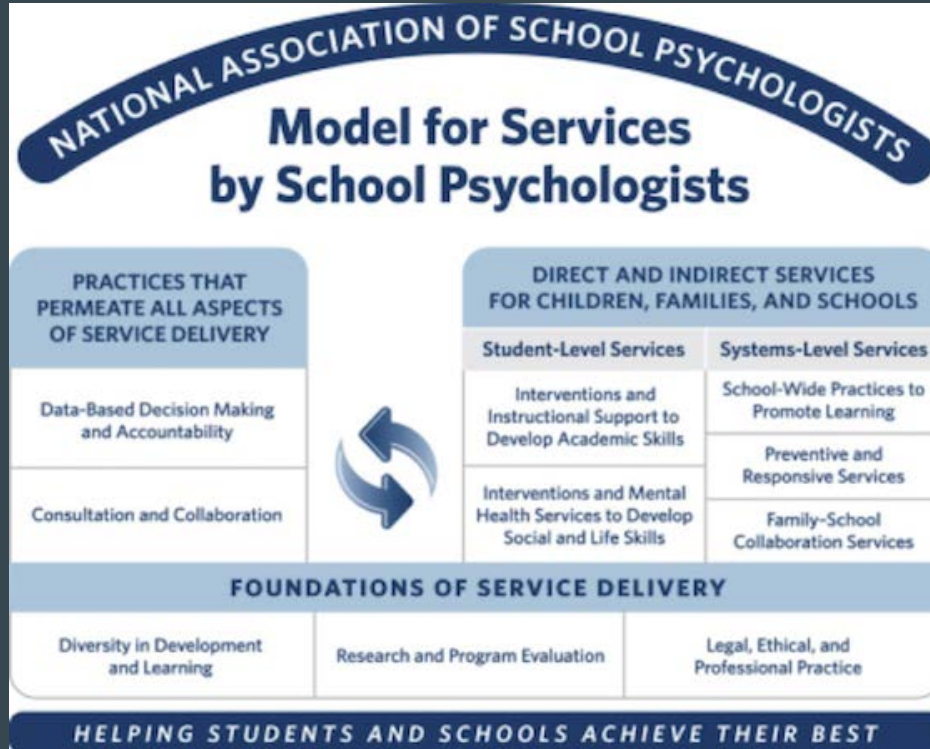 NATIONAL ASSOCIATION OF SCHOOL PSYCHOLOGISTS
Model for Services
by School Psychologists
PRACTICES THAT
PERMEATE ALL ASPECTS
OF SERVICE DELIVERY
Data-Based Decision Making
and Accountability
Consultation and Collaboration
DIRECT AND INDIRECT SERVICES
FOR CHILDREN, FAMILIES, AND SCHOOLS
Student-Level Services
Interventions and
Instructional Support to
Develop Academic Skills
Interventions and Mental
Health Services to Develop
Social and Life Skills
Systems-Level Services
School-Wide Practices to
Promote Learning
Preventive and
Responsive Services
Family–School
Collaboration Services
FOUNDATIONS OF SERVICE DELIVERY
Diversity in Development
and Learning
Research and Program Evaluation
Legal, Ethical, and
Professional Practice
HELPING STUDENTS AND SCHOOLS ACHIEVE THEIR BEST